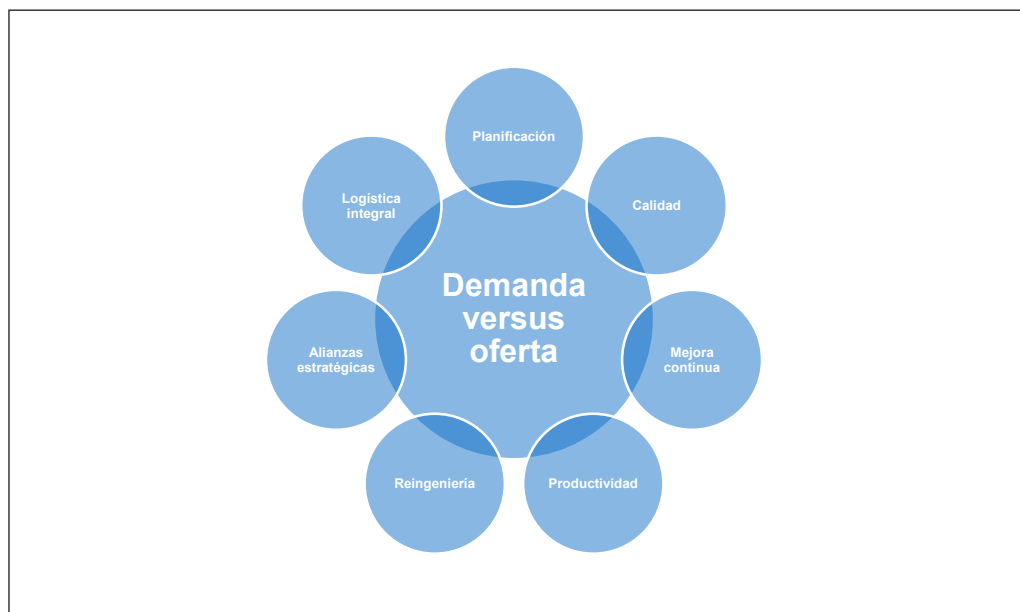 Planificación
Calidad
Mejora
continua
Productividad
Reingeniería
Alianzas
estratégicas
Logística
integral
Demanda
versus
oferta